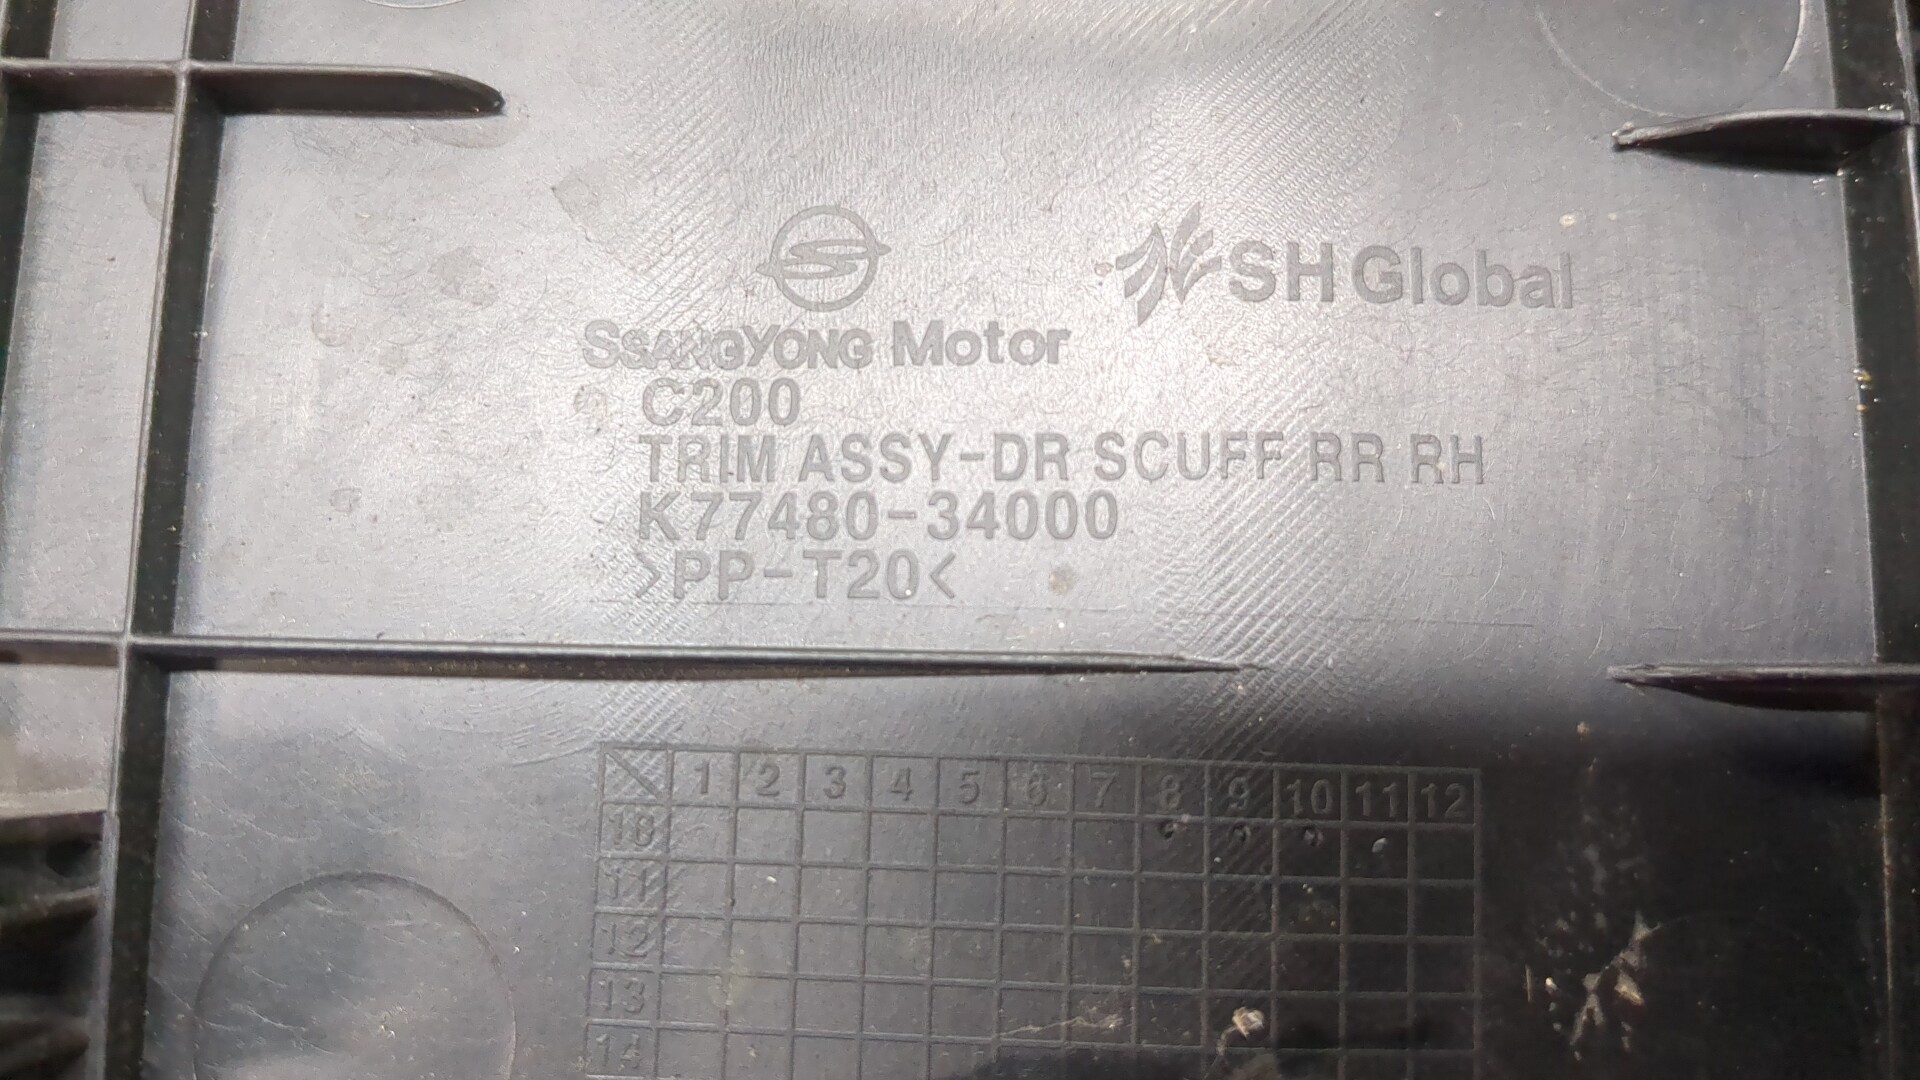 SSANGYONG Motor
SH Global
C200
TRIM ASSY-DR SCUFF RR RH
K77480-34000
>PP-T20<
1 2 3 4 5 6 7 8 9 10 11 12
10
11
12
13
14